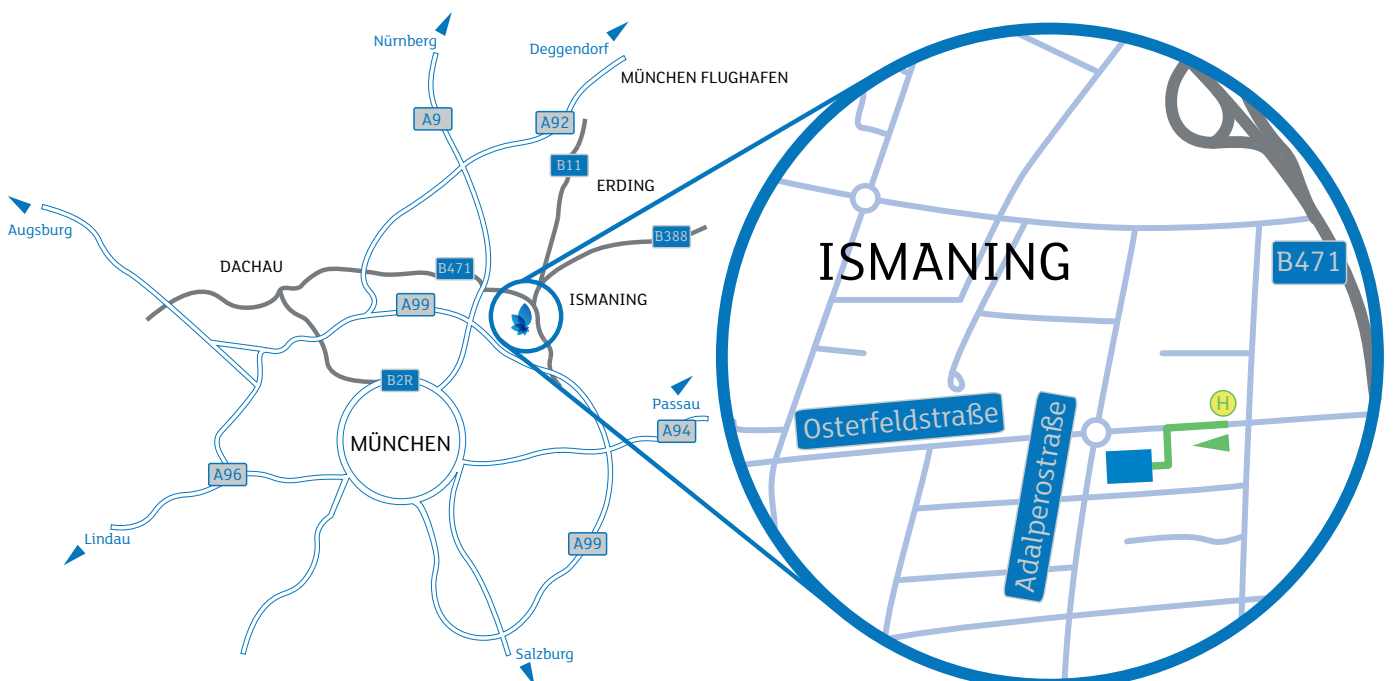 Nürnberg
Deggendorf
MÜNCHEN FLUGHAFEN
A9
A92
B11
ERDING
Augsburg
B388
DACHAU
B471
ISMANING
A99
B2R
Passau
MÜNCHEN
A94
A96
Lindau
A99
Salzburg
ISMANING
B471
Osterfeldstraße
H
Adalperostraße